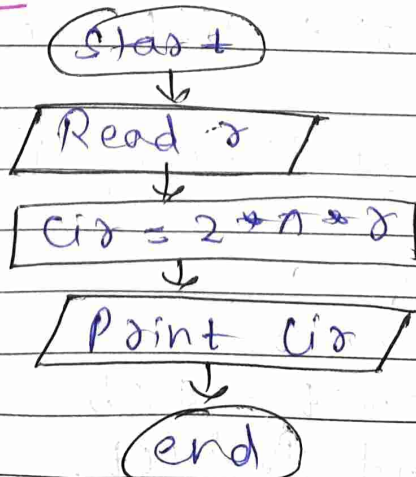 Start
Read r
Cir = 2 * π * r
Print Cir
end